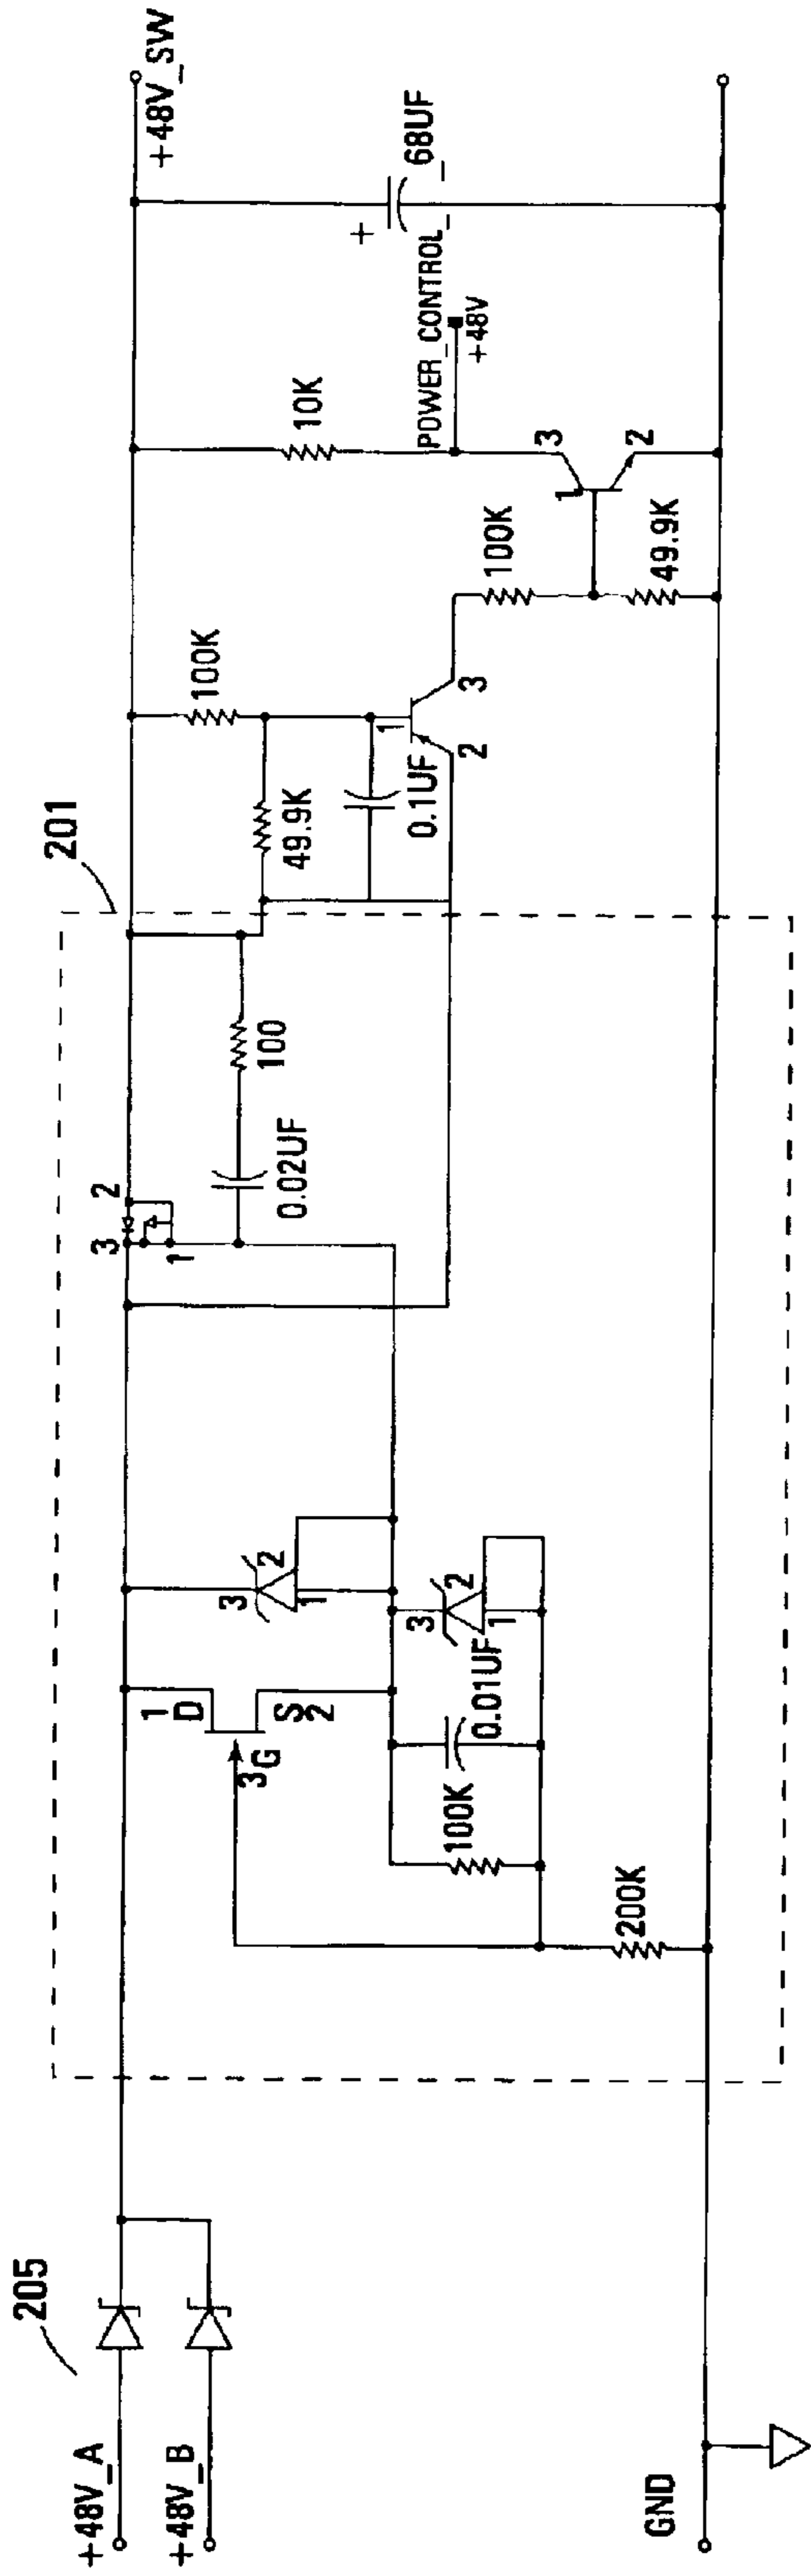 205
+48V_A
+48V_B
GND
201
1
D
3
G
S
2
3
2
1
100K
0.01UF
3
2
1
200K
3
2
1
0.02UF
100
49.9K
100K
0.1UF
1
2
3
100K
49.9K
1
3
2
10K
POWER_CONTROL_
+48V
+
68UF
+48V_SW